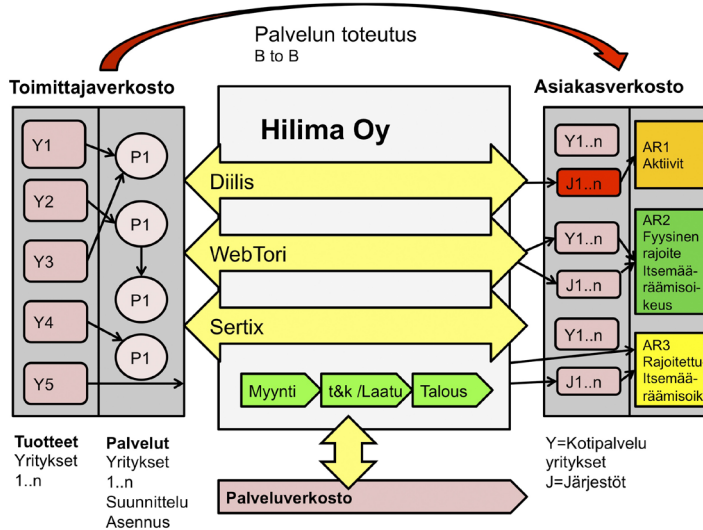 Palvelun toteutus
B to B
Toimittajaverkosto
Asiakasverkosto
Hilima Oy
Y1
P1
Y2
P1
Y3
P1
Y4
P1
Y5
Diilis
WebTori
Sertix
Myynti
t&k /Laatu
Talous
Y1..n
J1..n
AR1
Aktiivit
Y1..n
J1..n
AR2
Fyysinen
rajoite
Itsemää-
räämisoi-
keus
Y1..n
J1..n
AR3
Rajoitettu
Itsemää-
räämisoik
Tuotteet
Yritykset
1..n
Palvelut
Yritykset
1..n
Suunnittelu
Asennus
Palveluverkosto
Y=Kotipalvelu
yritykset
J=Järjestöt